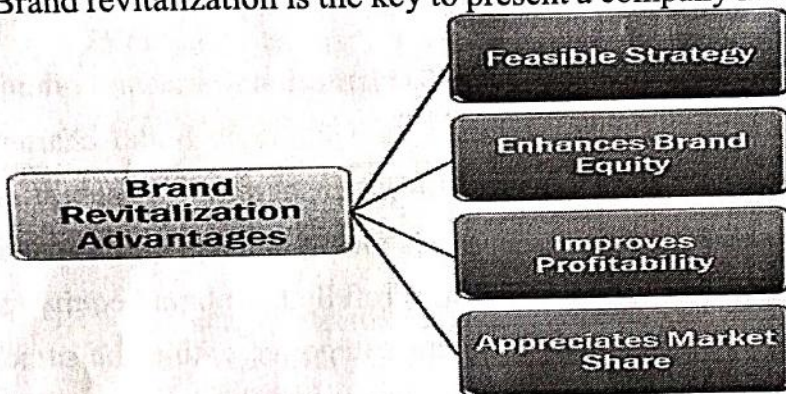 Brand revitalization is the key to present a company
Feasible Strategy
Enhances Brand
Equity
Brand
Revitalization
Advantages
Improves
Profitability
Appreciates Market
Share